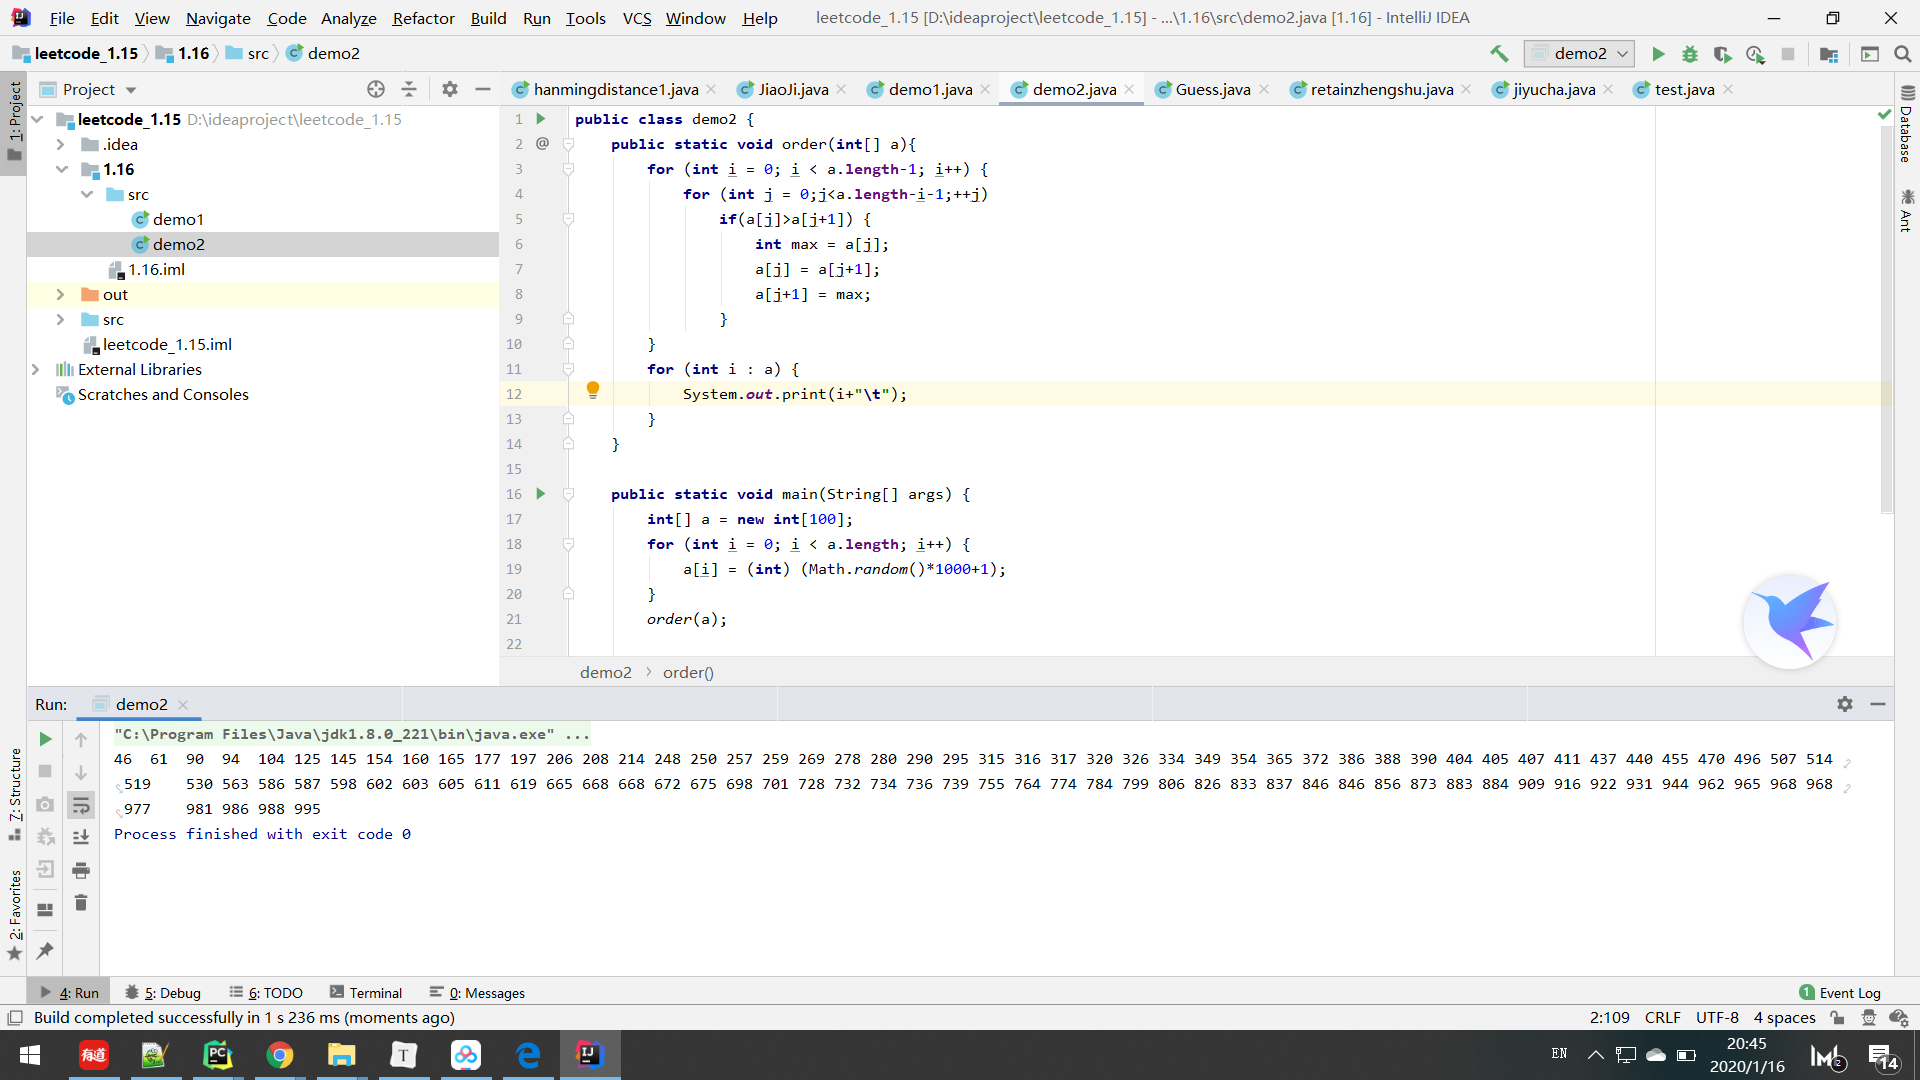 File Edit View Navigate Code Analyze Refactor Build Run Tools VCS Window Help leetcode_1.15 [D:\ideaproject\leetcode_1.15] - ...\1.16\src\demo2.java [1.16] - IntelliJ IDEA
leetcode_1.15 1.16 src demo2 demo2
Project
hanmingdistance1.java JiaoJi.java demo1.java demo2.java Guess.java retainzhengshu.java jiyucha.java test.java
1: Project
leetcode_1.15 D:\ideaproject\leetcode_1.15
.idea
1.16
src
demo1
demo2
1.16.iml
out
src
leetcode_1.15.iml
External Libraries
Scratches and Consoles
1 public class demo2 {
2 @ public static void order(int[] a){
3 for (int i = 0; i < a.length-1; i++) {
4 for (int j = 0;j<a.length-i-1;++j)
5 if(a[j]>a[j+1]) {
6 int max = a[j];
7 a[j] = a[j+1];
8 a[j+1] = max;
9 }
10 }
11 for (int i : a) {
12 System.out.print(i+"\t");
13 }
14 }
15
16 public static void main(String[] args) {
17 int[] a = new int[100];
18 for (int i = 0; i < a.length; i++) {
19 a[i] = (int) (Math.random()*1000+1);
20 }
21 order(a);
22
demo2 > order()
Database
Ant
Run: demo2
"C:\Program Files\Java\jdk1.8.0_221\bin\java.exe" ...
46 61 90 94 104 125 145 154 160 165 177 197 206 208 214 248 250 257 259 269 278 280 290 295 315 316 317 320 326 334 349 354 365 372 386 388 390 404 405 407 411 437 440 455 470 496 507 514
519 530 563 586 587 598 602 603 605 611 619 665 668 668 672 675 698 701 728 732 734 736 739 755 764 774 784 799 806 826 833 837 846 846 856 873 883 884 909 916 922 931 944 962 965 968 968
977 981 986 988 995
Process finished with exit code 0
7: Structure
2: Favorites
4: Run 5: Debug 6: TODO Terminal 0: Messages 1 Event Log
Build completed successfully in 1 s 236 ms (moments ago) 2:109 CRLF UTF-8 4 spaces
有道 PC T IJ EN 20:45 2 14
2020/1/16